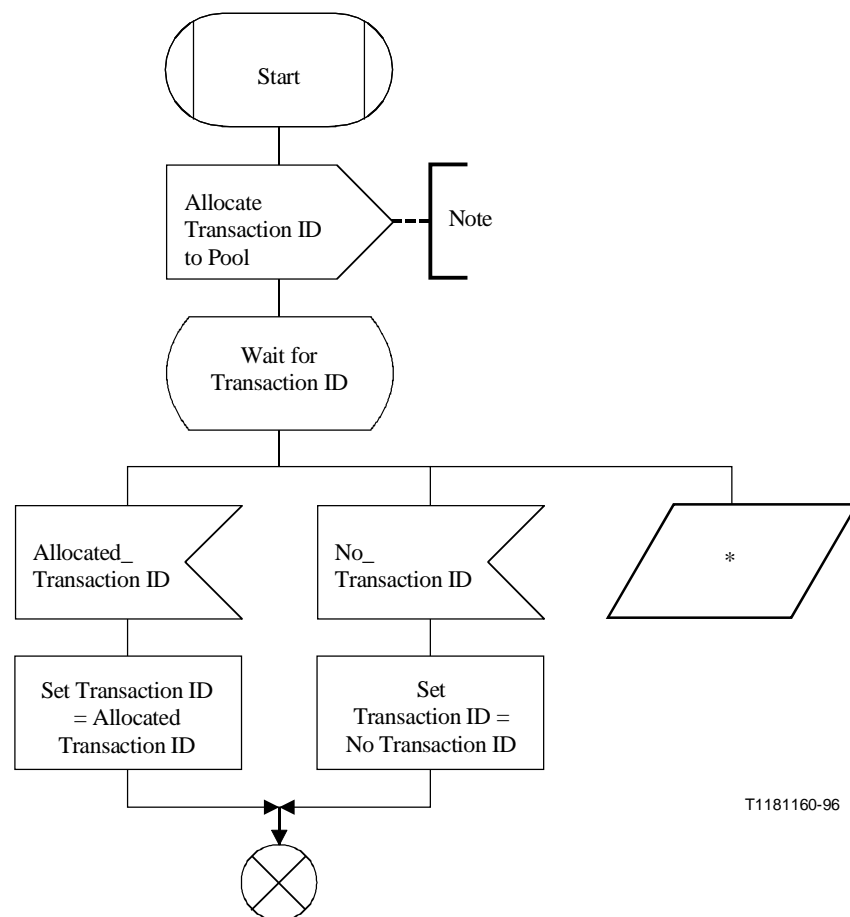 Start
Allocate
Transaction ID
to Pool
Note
Wait for
Transaction ID
Allocated_
Transaction ID
No_
Transaction ID
*
Set Transaction ID
= Allocated
Transaction ID
Set
Transaction ID =
No Transaction ID
T1181160-96